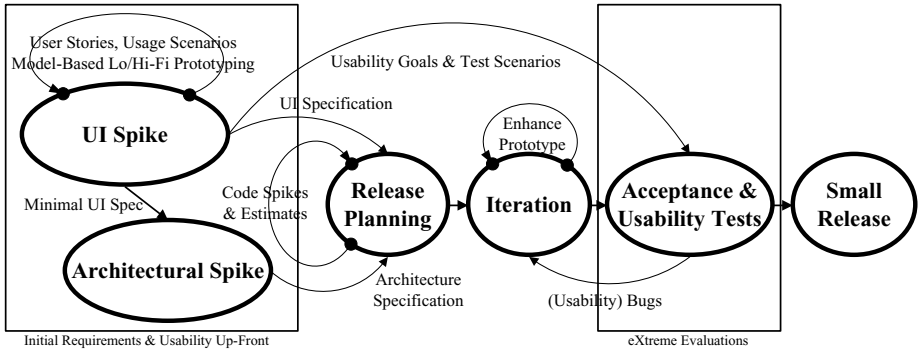 User Stories, Usage Scenarios
Model-Based Lo/Hi-Fi Prototyping
UI Spike
Minimal UI Spec
Architectural Spike
Initial Requirements & Usability Up-Front
Usability Goals & Test Scenarios
UI Specification
Code Spikes
& Estimates
Release
Planning
Architecture
Specification
Enhance
Prototype
Iteration
(Usability) Bugs
Acceptance &
Usability Tests
eXtreme Evaluations
Small
Release